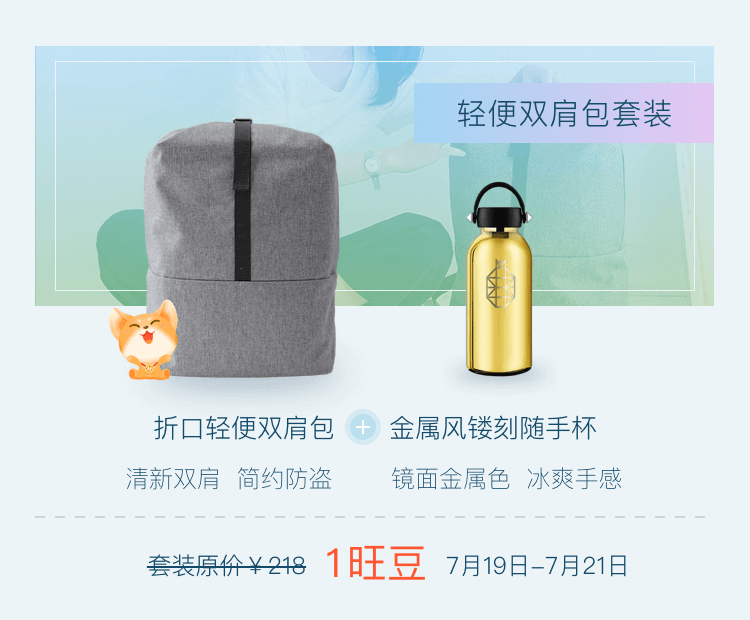 轻便双肩包套装
折口轻便双肩包 + 金属风镂刻随手杯
清新双肩 简约防盗 镜面金属色 冰爽手感
套装原价￥218 1旺豆 7月19日-7月21日